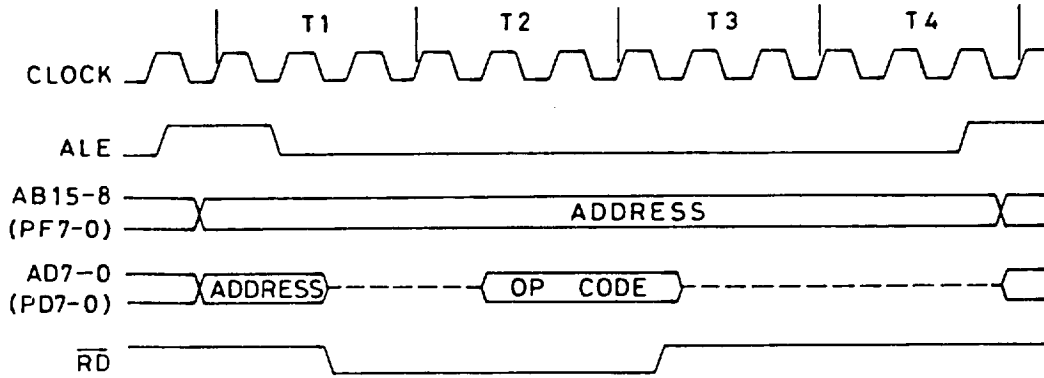 T1 T2 T3 T4
CLOCK
ALE
AB15-8
(PF7-0)
ADDRESS
AD7-0
(PD7-0)
ADDRESS OP CODE
RD